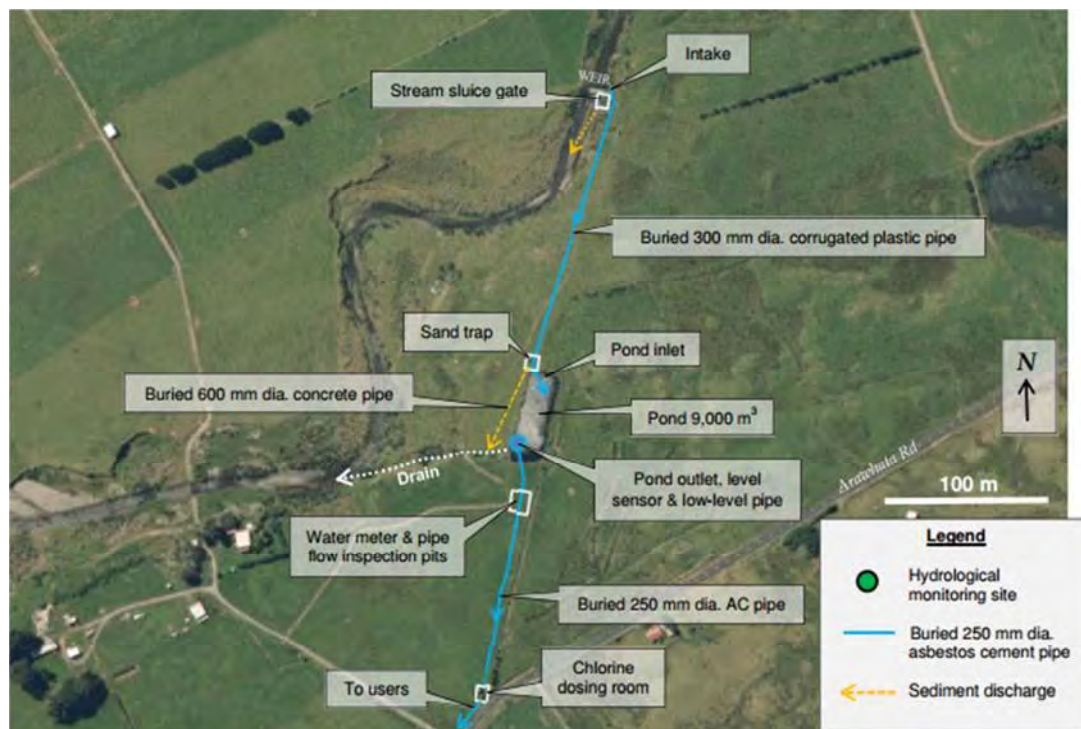 WEIR
Intake
Stream sluice gate
Buried 300 mm dia. corrugated plastic pipe
Sand trap
Pond inlet
Buried 600 mm dia. concrete pipe
Pond 9,000 m³
N
Drain
Pond outlet, level
sensor & low-level pipe
100 m
Water meter & pipe
flow inspection pits
Buried 250 mm dia. AC pipe
Chlorine
dosing room
To users
Legend
Hydrological
monitoring site
Buried 250 mm dia.
asbestos cement pipe
Sediment discharge